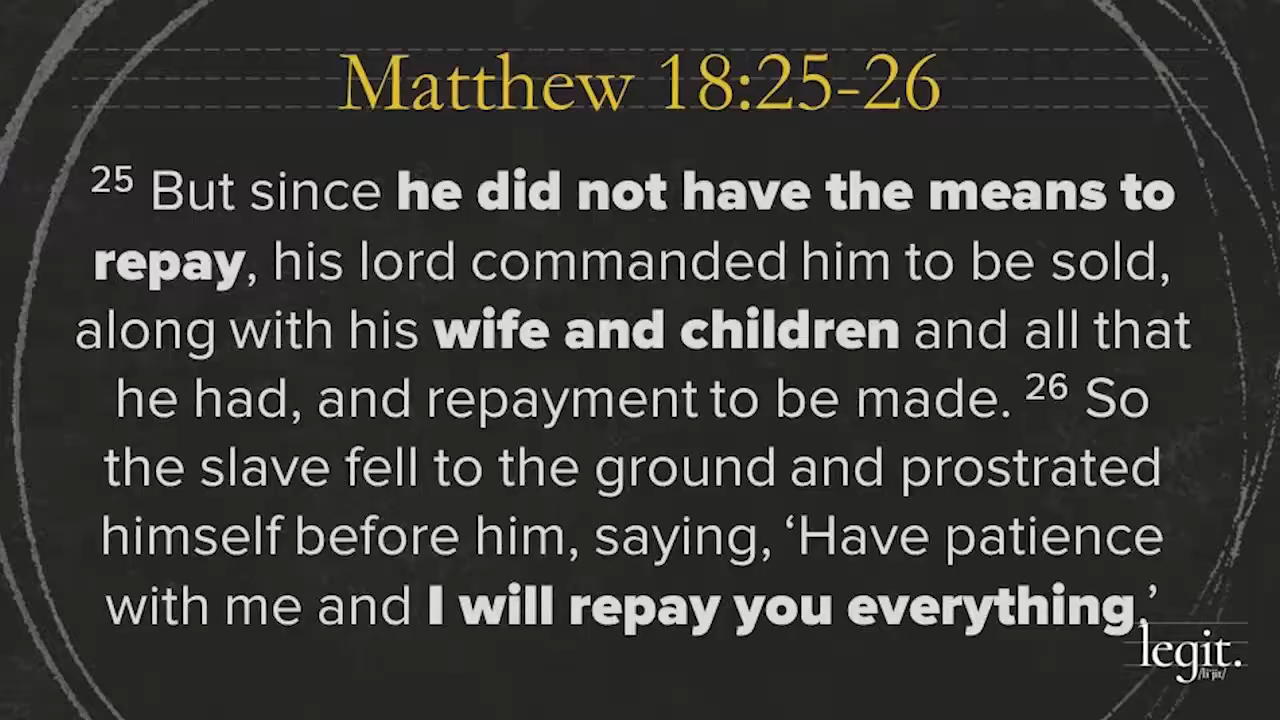 Matthew 18:25-26
25 But since he did not have the means to
repay, his lord commanded him to be sold,
along with his wife and children and all that
he had, and repayment to be made. 26 So
the slave fell to the ground and prostrated
himself before him, saying, ‘Have patience
with me and I will repay you everything.’
legit.